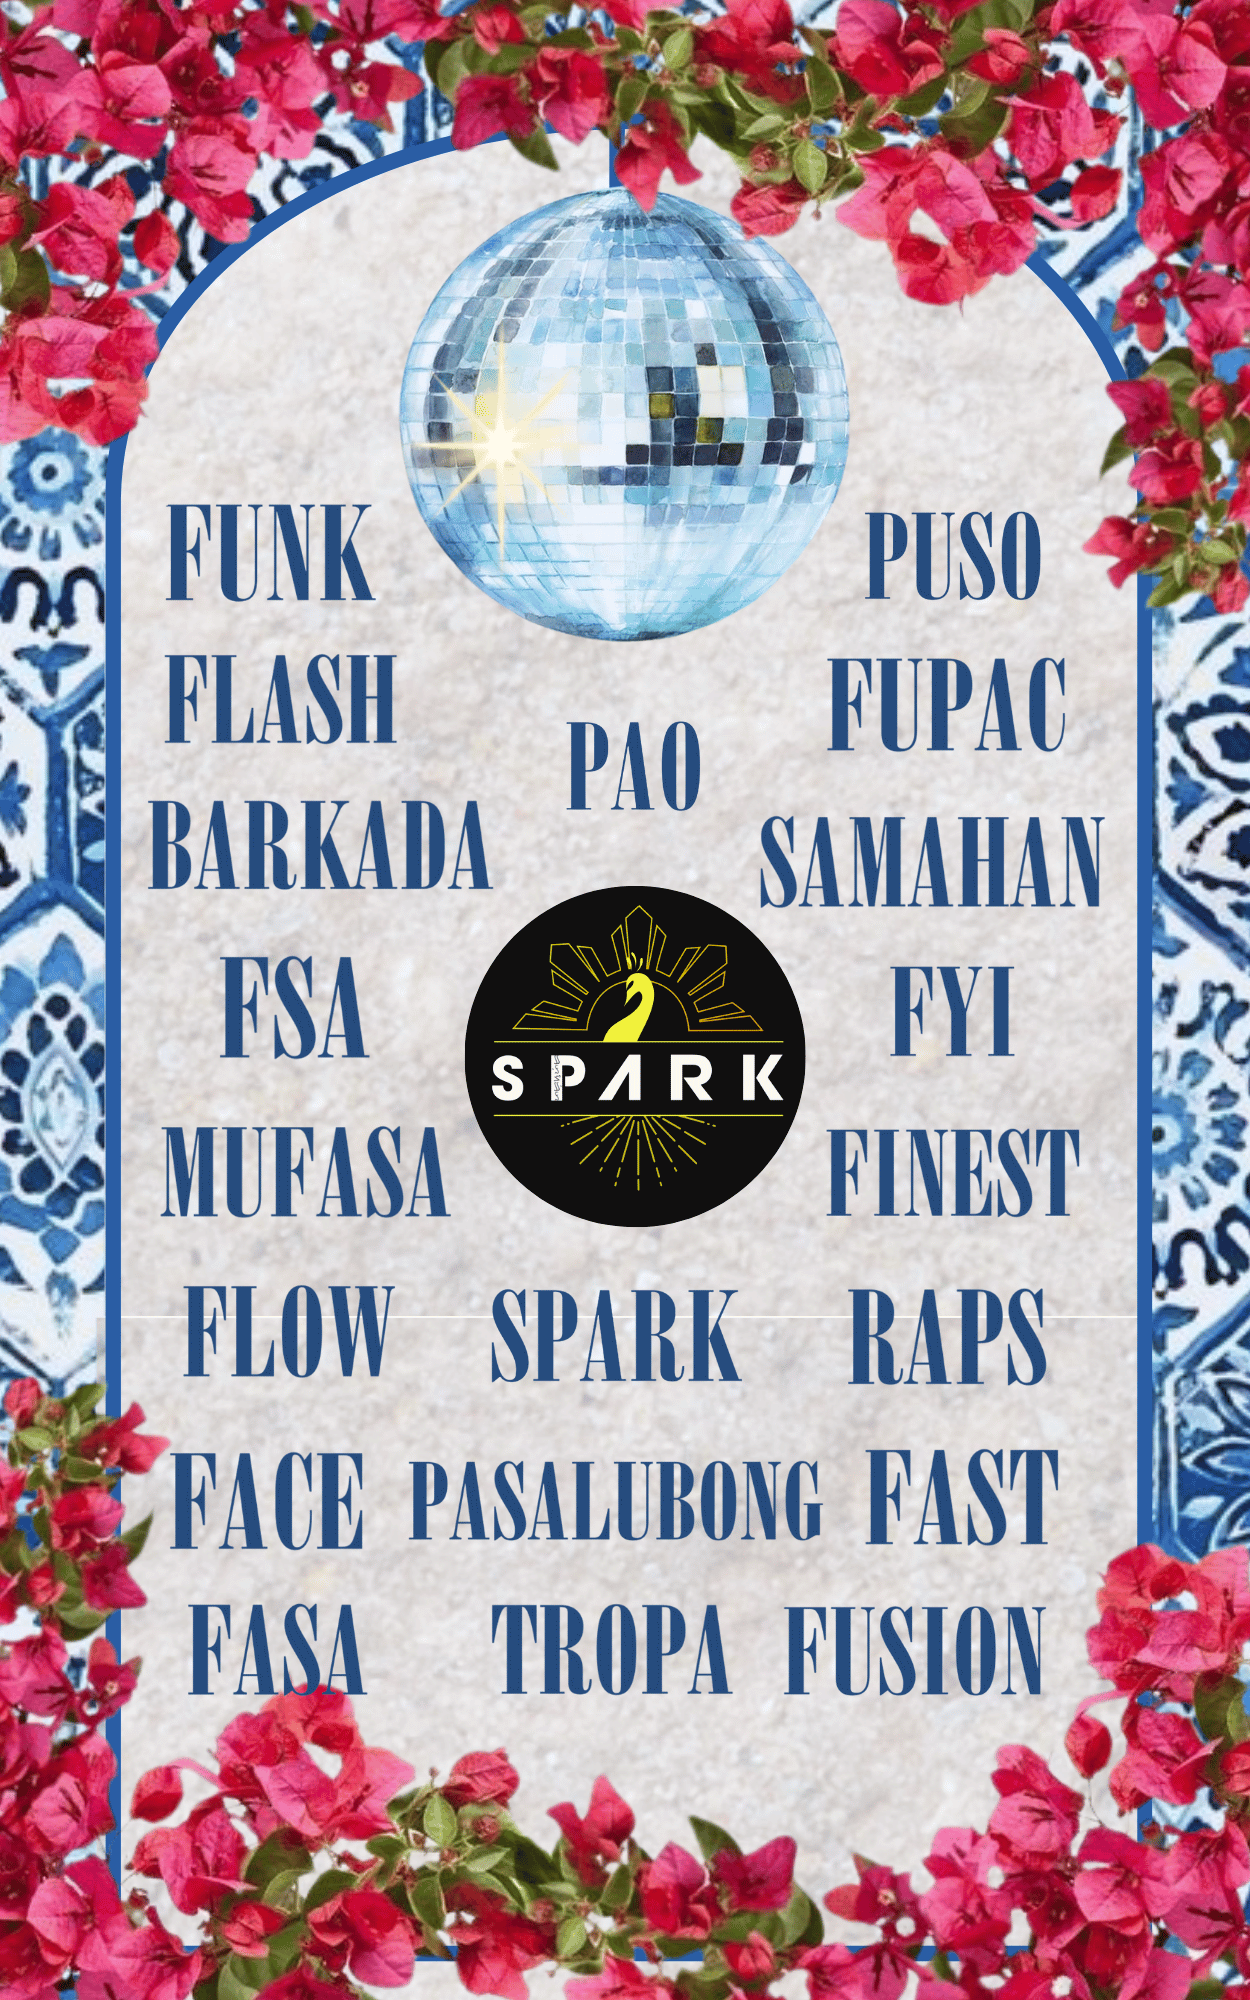 FUNK
PUSO
FLASH
FUPAC
PAO
BARKADA
SAMAHAN
FSA
FYI
SPARK
MUFASA
FINEST
FLOW SPARK RAPS
FACE PASALUBONG FAST
FASA TROPA FUSION